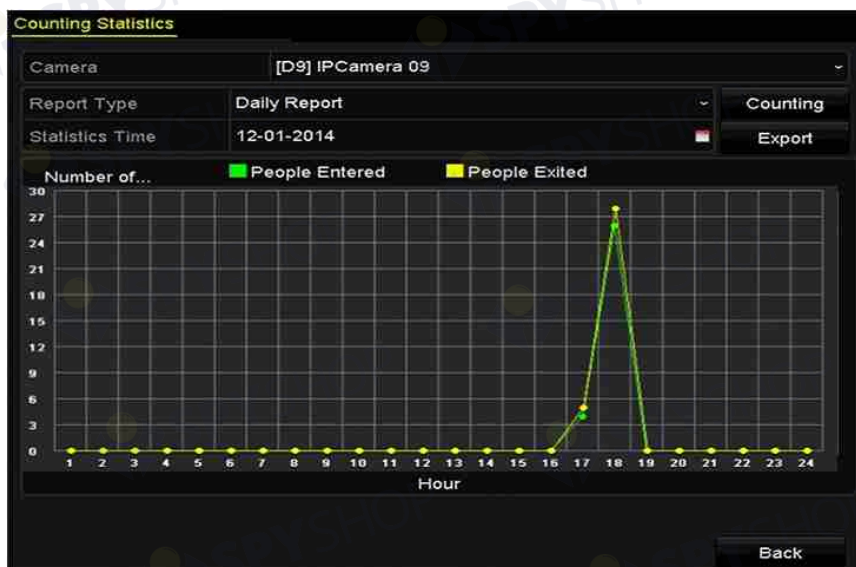 Counting Statistics
Camera [D9] IPCamera 09
Report Type Daily Report Counting
Statistics Time 12-01-2014 Export
Number of... People Entered People Exited
30
27
24
21
18
15
12
9
6
3
0
1 2 3 4 5 6 7 8 9 10 11 12 13 14 15 16 17 18 19 20 21 22 23 24
Hour
Back
SPYSHOP